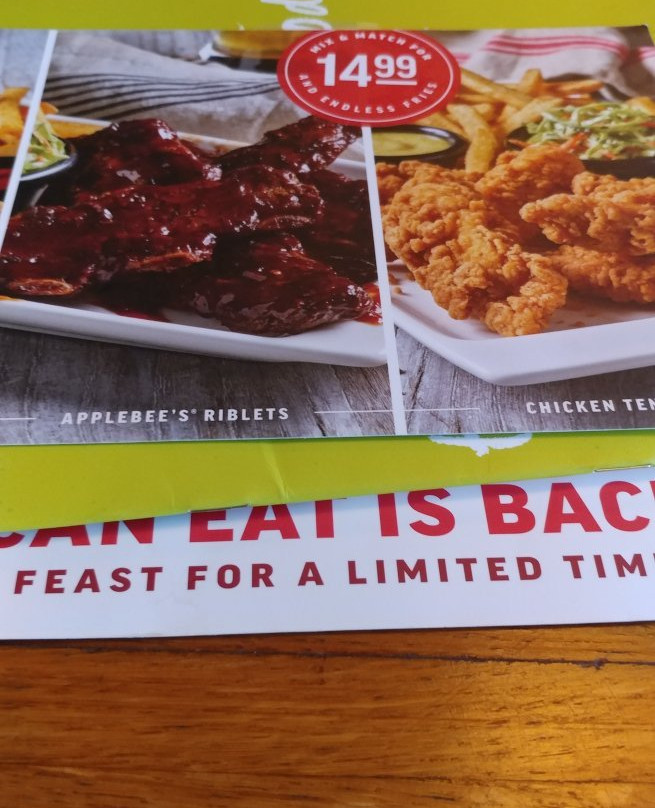 MIX & MATCH FOR
14 99
AND ENDLESS FRIES
APPLEBEE'S® RIBLETS
CHICKEN TEN
CAN EAT IS BAC
FEAST FOR A LIMITED TIM